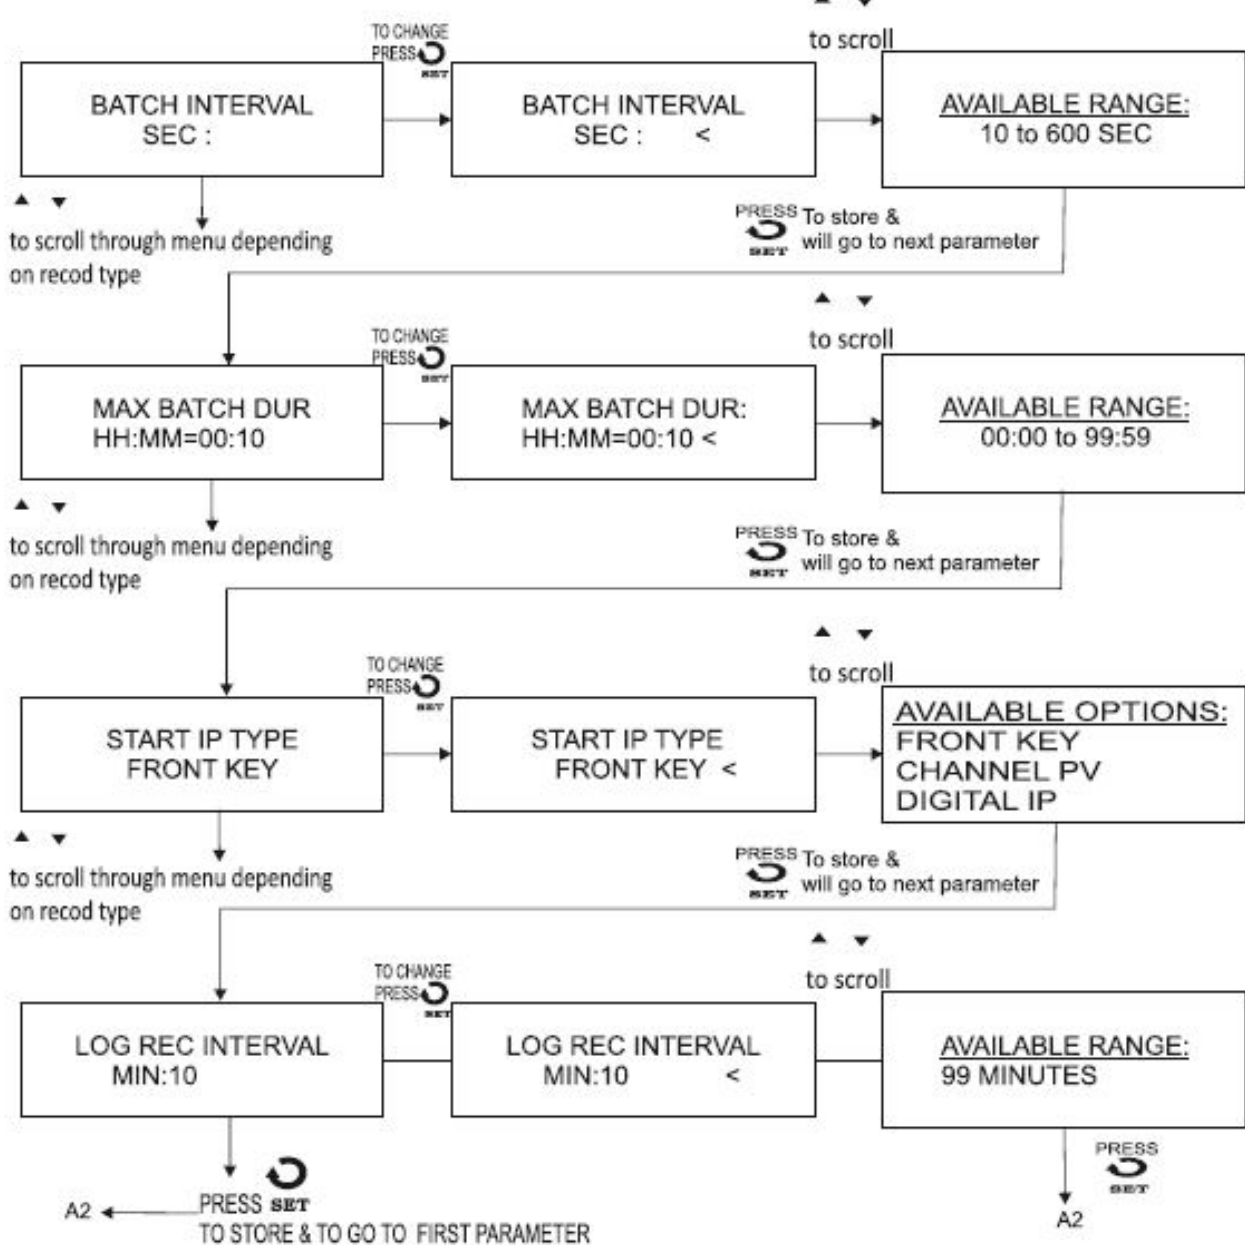 TO CHANGE
PRESS
SET
to scroll
BATCH INTERVAL
SEC :
BATCH INTERVAL
SEC : <
AVAILABLE RANGE:
10 to 600 SEC
to scroll through menu depending
on recod type
PRESS
SET
To store &
will go to next parameter
TO CHANGE
PRESS
SET
to scroll
MAX BATCH DUR
HH:MM=00:10
MAX BATCH DUR:
HH:MM=00:10 <
AVAILABLE RANGE:
00:00 to 99:59
to scroll through menu depending
on recod type
PRESS
SET
To store &
will go to next parameter
TO CHANGE
PRESS
SET
to scroll
START IP TYPE
FRONT KEY
START IP TYPE
FRONT KEY <
AVAILABLE OPTIONS:
FRONT KEY
CHANNEL PV
DIGITAL IP
to scroll through menu depending
on recod type
PRESS
SET
To store &
will go to next parameter
TO CHANGE
PRESS
SET
to scroll
LOG REC INTERVAL
MIN:10
LOG REC INTERVAL
MIN:10 <
AVAILABLE RANGE:
99 MINUTES
A2
PRESS SET
TO STORE & TO GO TO FIRST PARAMETER
PRESS
SET
A2